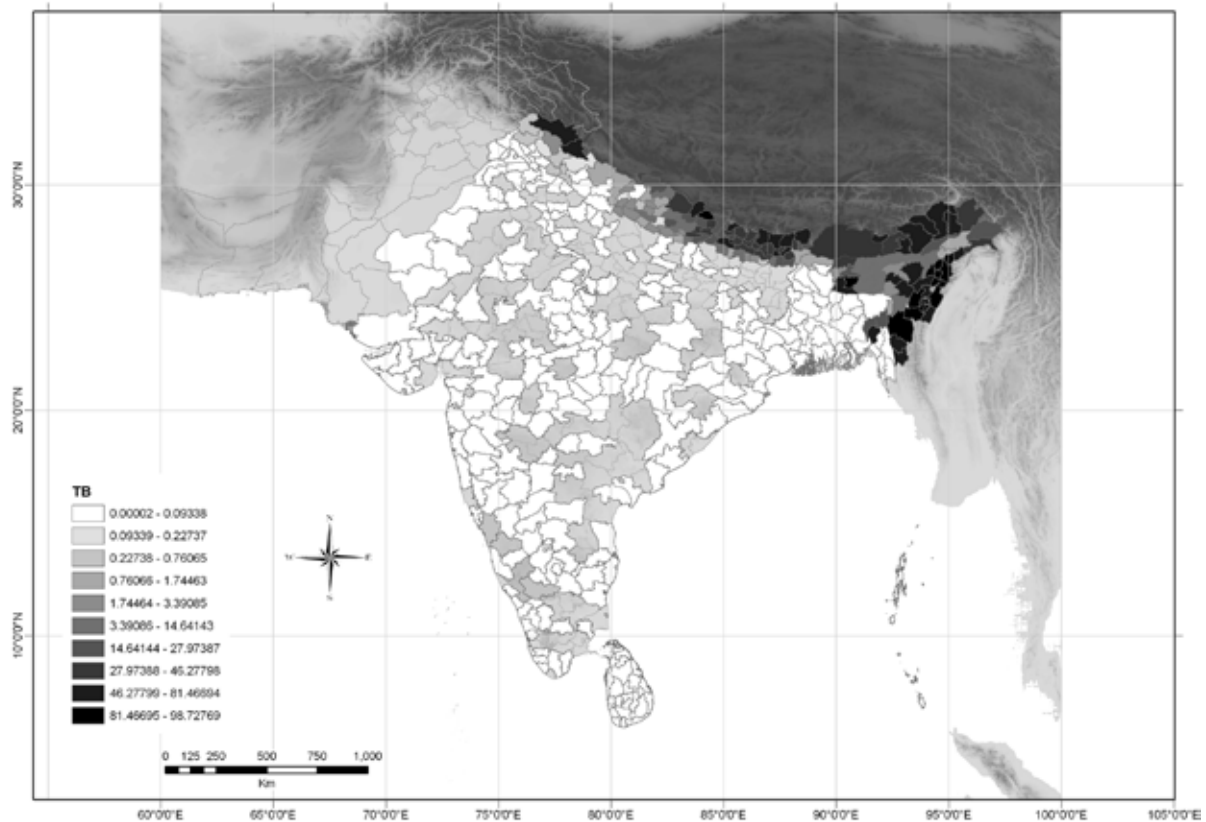 30°0'0"N
20°0'0"N
10°0'0"N
TB
0.00002 - 0.09338
0.09339 - 0.22737
0.22738 - 0.76065
0.76066 - 1.74463
1.74464 - 3.39085
3.39086 - 14.64143
14.64144 - 27.97387
27.97388 - 46.27798
46.27799 - 81.46694
81.46695 - 98.72769
N
W E
S
0 125 250 500 750 1,000
Km
60°0'0"E 65°0'0"E 70°0'0"E 75°0'0"E 80°0'0"E 85°0'0"E 90°0'0"E 95°0'0"E 100°0'0"E 105°0'0"E